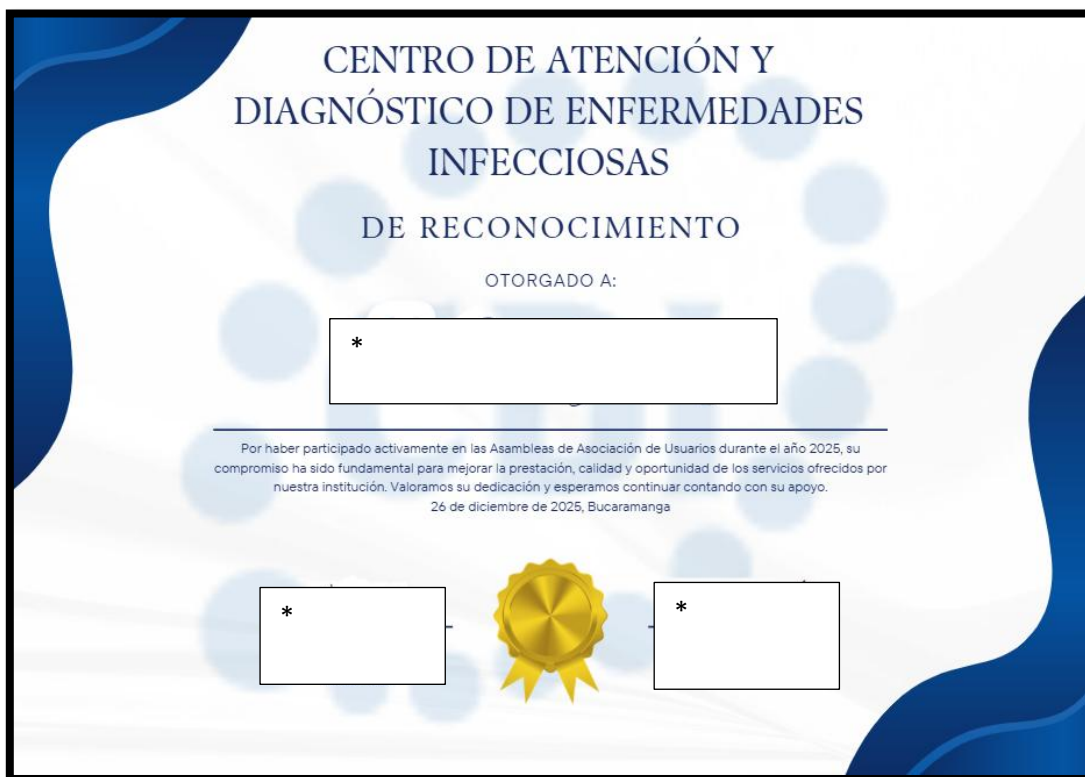 CENTRO DE ATENCIÓN Y
DIAGNÓSTICO DE ENFERMEDADES
INFECCIOSAS
DE RECONOCIMIENTO
OTORGADO A:
*
Por haber participado activamente en las Asambleas de Asociación de Usuarios durante el año 2025, su
compromiso ha sido fundamental para mejorar la prestación, calidad y oportunidad de los servicios ofrecidos por
nuestra institución. Valoramos su dedicación y esperamos continuar contando con su apoyo.
26 de diciembre de 2025, Bucaramanga
*
*